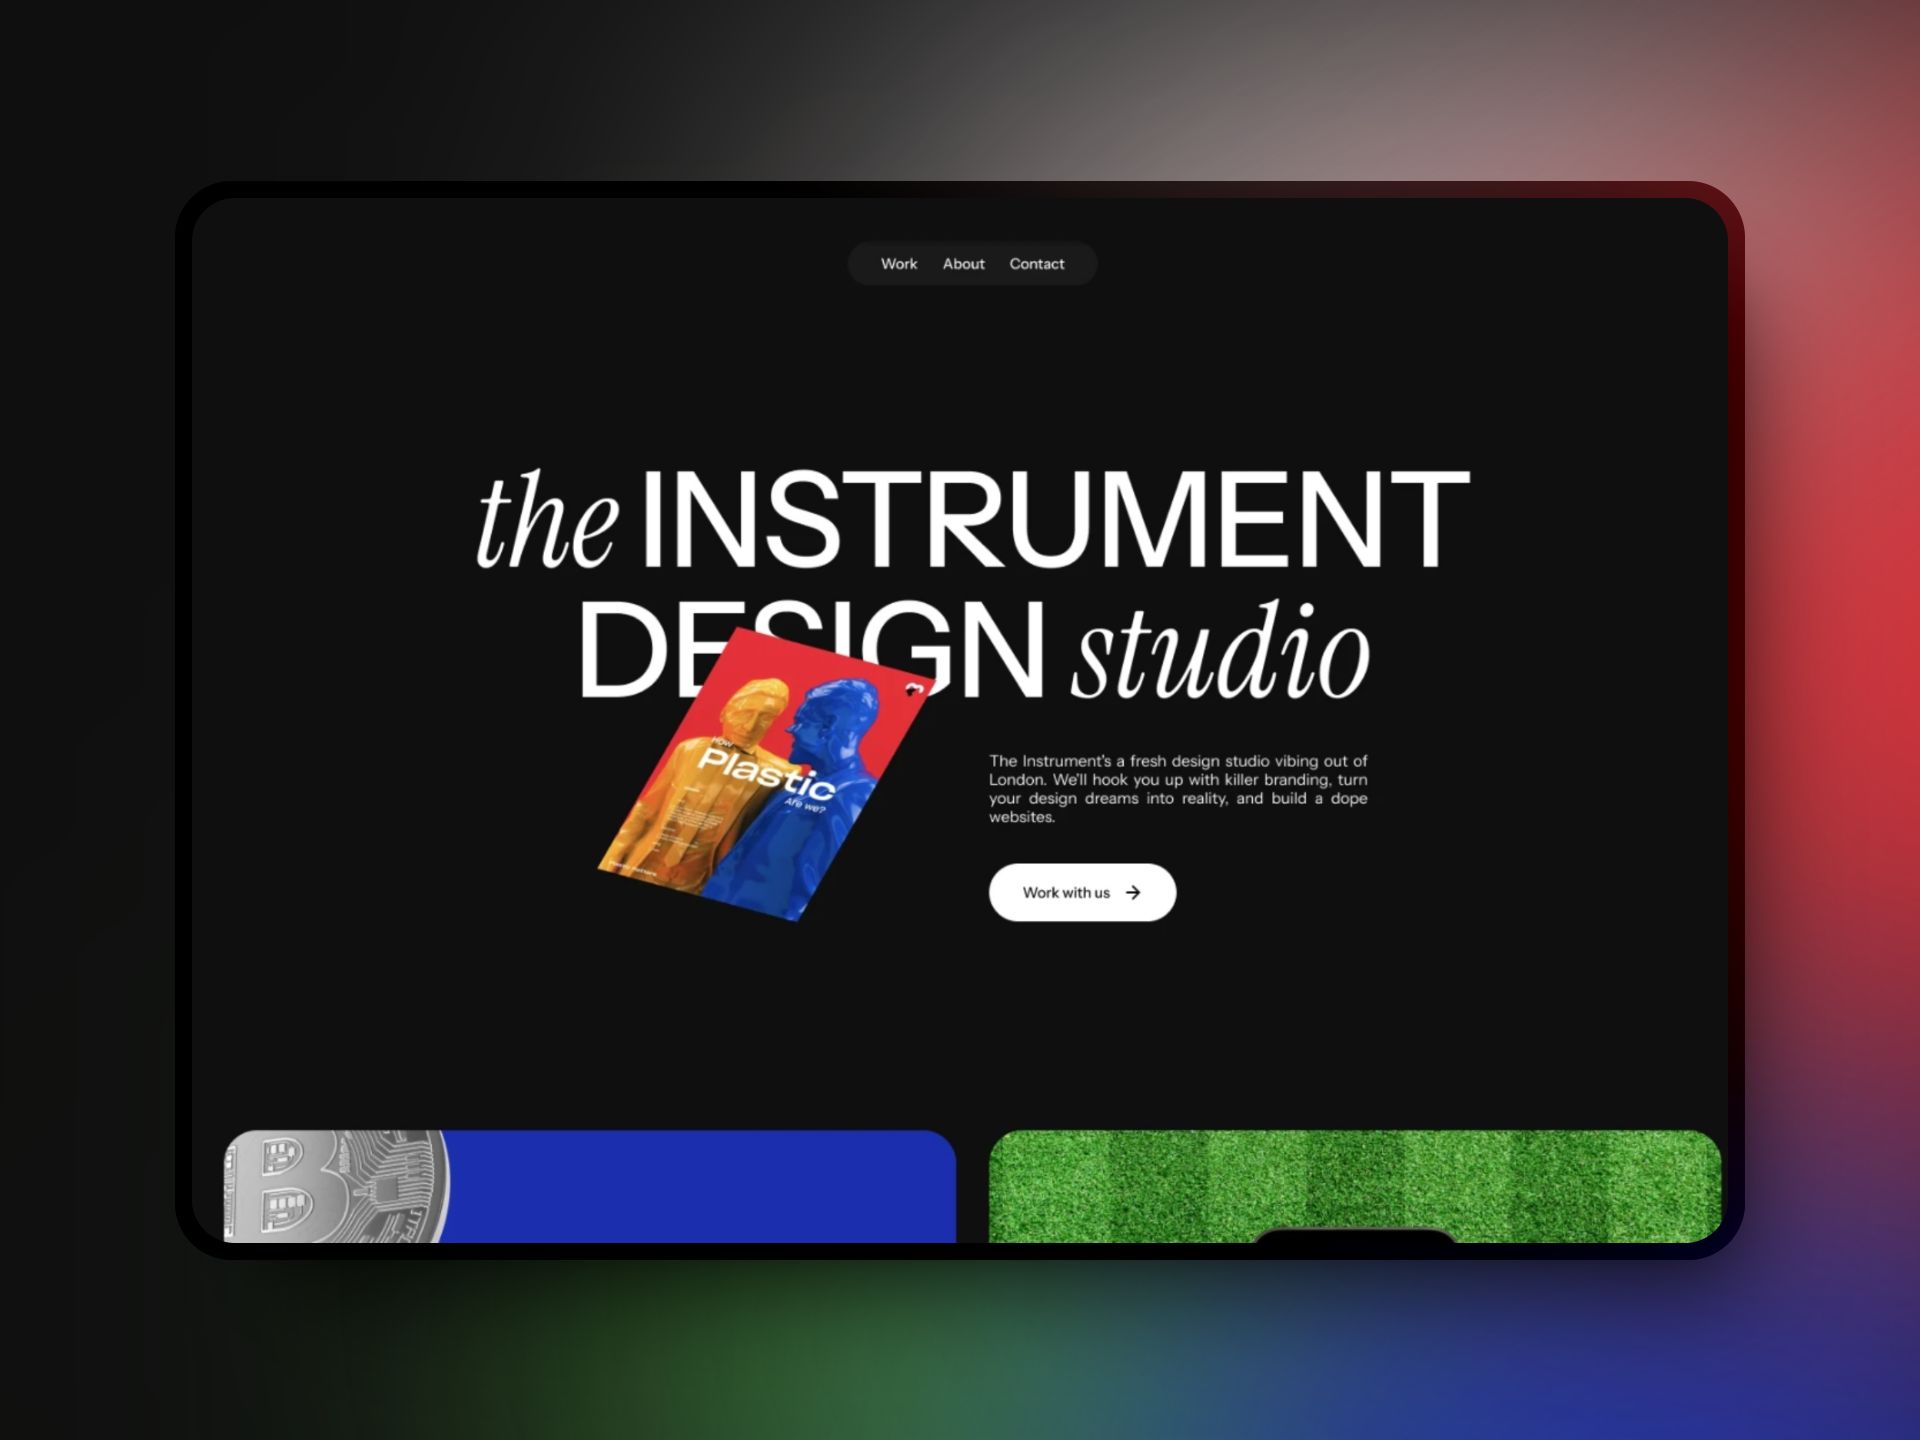 Work About Contact
the INSTRUMENT
DESIGN studio
How
Plastic
Are we?
The Instrument's a fresh design studio vibing out of
London. We'll hook you up with killer branding, turn
your design dreams into reality, and build a dope
websites.
Work with us